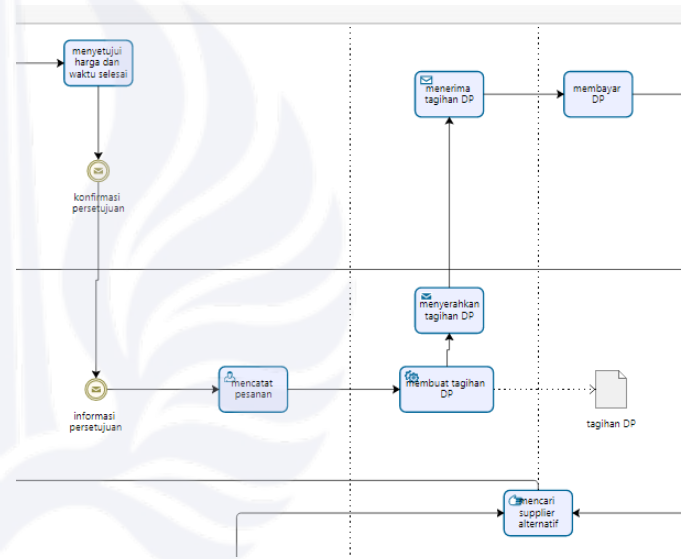 menyetujui
harga dan
waktu selesai
menerima
tagihan DP
membayar
DP
konfirmasi
persetujuan
menyerahkan
tagihan DP
mencatat
pesanan
membuat tagihan
DP
informasi
persetujuan
tagihan DP
mencari
supplier
alternatif